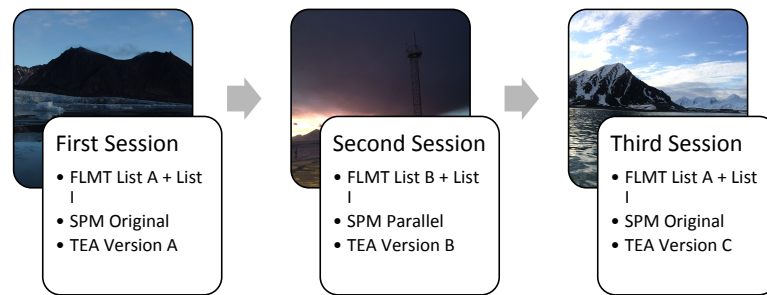 First Session
• FLMT List A + List
I
• SPM Original
• TEA Version A
Second Session
• FLMT List B + List
I
• SPM Parallel
• TEA Version B
Third Session
• FLMT List A + List
I
• SPM Original
• TEA Version C